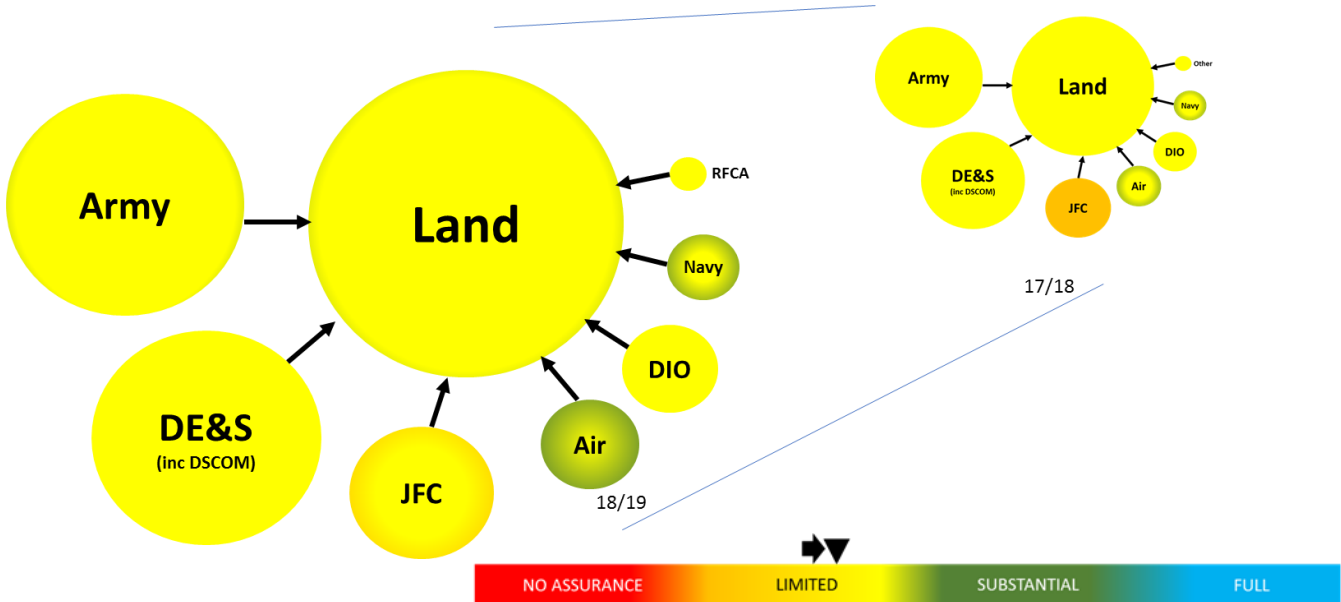 Army
Land
RFCA
Navy
DE&S
(inc DSCOM)
DIO
Air
JFC
18/19
Army
Land
Other
Navy
DIO
DE&S
(inc DSCOM)
Air
JFC
17/18
NO ASSURANCE LIMITED SUBSTANTIAL FULL